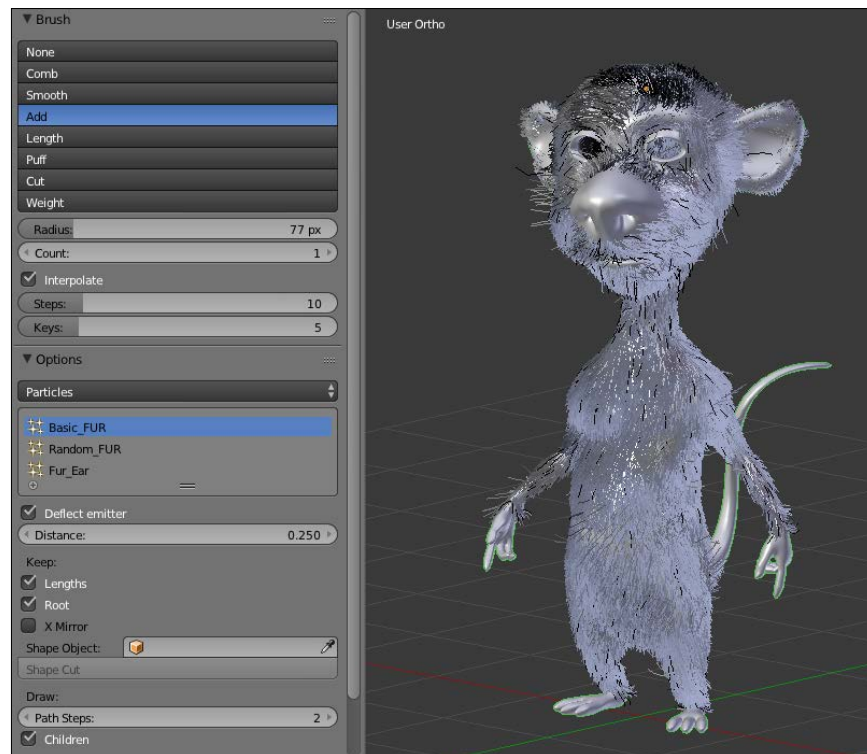 Brush
User Ortho
None
Comb
Smooth
Add
Length
Puff
Cut
Weight
Radius: 77 px
Count: 1
Interpolate
Steps: 10
Keys: 5
Options
Particles
Basic_FUR
Random_FUR
Fur_Ear
Deflect emitter
Distance: 0.250
Keep:
Lengths
Root
X Mirror
Shape Object:
Shape Cut
Draw:
Path Steps: 2
Children